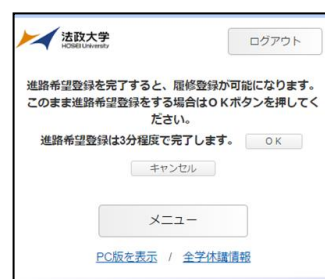 法政大学
HOSEI University
ログアウト
進路希望登録を完了すると、履修登録が可能になります。
このまま進路希望登録をする場合はＯＫボタンを押してく
ださい。
進路希望登録は3分程度で完了します。 ＯＫ
キャンセル
メニュー
PC版を表示 / 全学休講情報